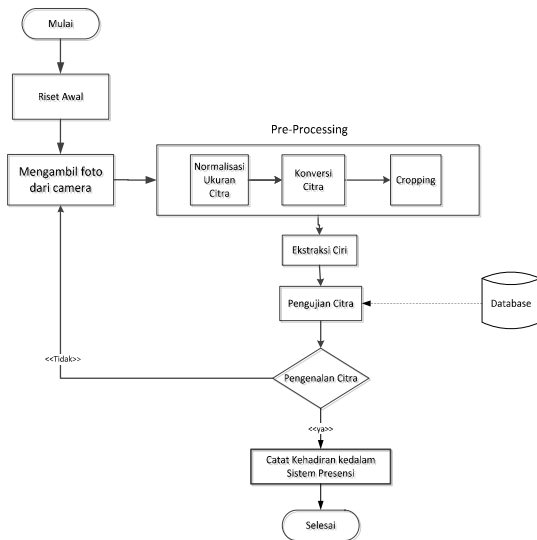 Mulai
Riset Awal
Mengambil foto
dari camera
Pre-Processing
Normalisasi
Ukuran
Citra
Konversi
Citra
Cropping
Ekstraksi Ciri
Pengujian Citra
Database
<<Tidak>>
Pengenalan Citra
<<ya>>
Catat Kehadiran kedalam
Sistem Presensi
Selesai